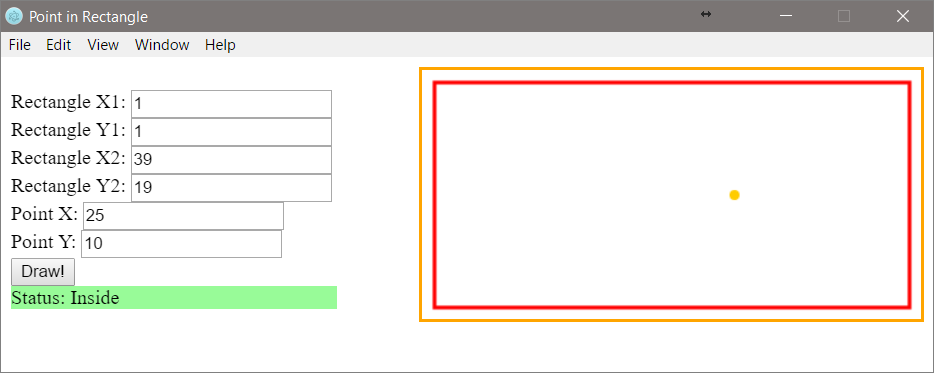 Point in Rectangle
File Edit View Window Help
Rectangle X1: 1
Rectangle Y1: 1
Rectangle X2: 39
Rectangle Y2: 19
Point X: 25
Point Y: 10
Draw!
Status: Inside